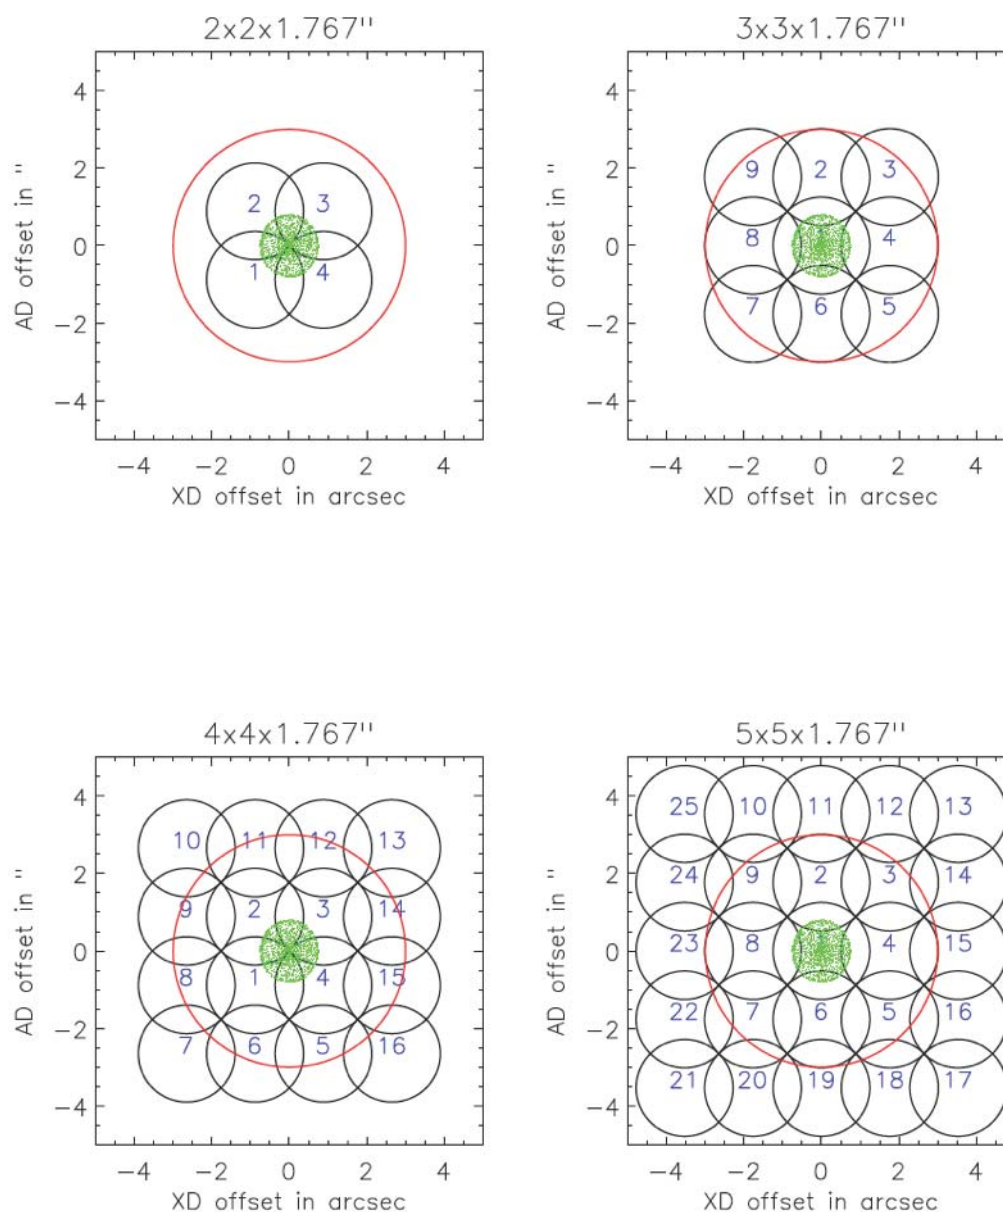 2x2x1.767"
4
2
0
−2
−4
AD offset in "
2 3
1 4
−4 −2 0 2 4
XD offset in arcsec
3x3x1.767"
4
2
0
−2
−4
AD offset in "
9 2 3
8 4
7 6 5
−4 −2 0 2 4
XD offset in arcsec
4x4x1.767"
4
2
0
−2
−4
AD offset in "
10 11 12 13
9 2 3 14
8 1 4 15
7 6 5 16
−4 −2 0 2 4
XD offset in arcsec
5x5x1.767"
4
2
0
−2
−4
AD offset in "
25 10 11 12 13
24 9 2 3 14
23 8 4 15
22 7 6 5 16
21 20 19 18 17
−4 −2 0 2 4
XD offset in arcsec